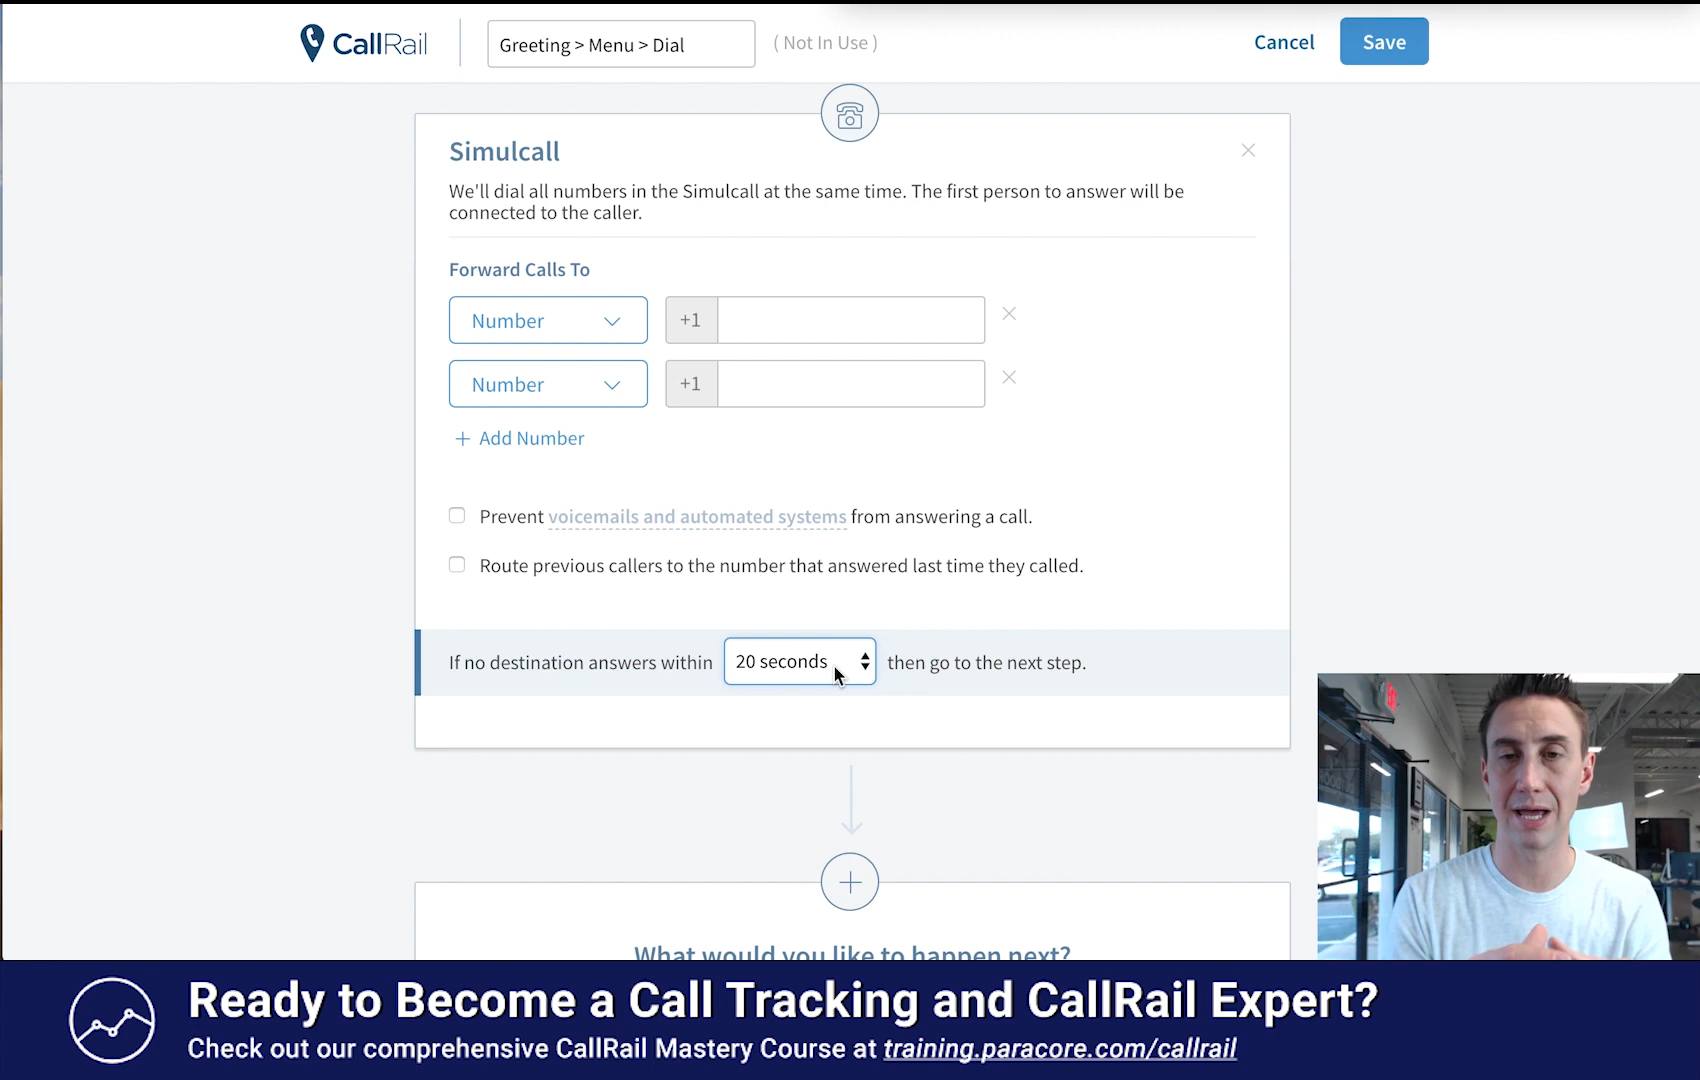 CallRail
Greeting > Menu > Dial
( Not In Use )
Cancel
Save
Simulcall
We'll dial all numbers in the Simulcall at the same time. The first person to answer will be
connected to the caller.
Forward Calls To
Number
+1
Number
+1
+ Add Number
Prevent voicemails and automated systems from answering a call.
Route previous callers to the number that answered last time they called.
If no destination answers within 20 seconds then go to the next step.
What would you like to happen next?
Ready to Become a Call Tracking and CallRail Expert?
Check out our comprehensive CallRail Mastery Course at training.paracore.com/callrail